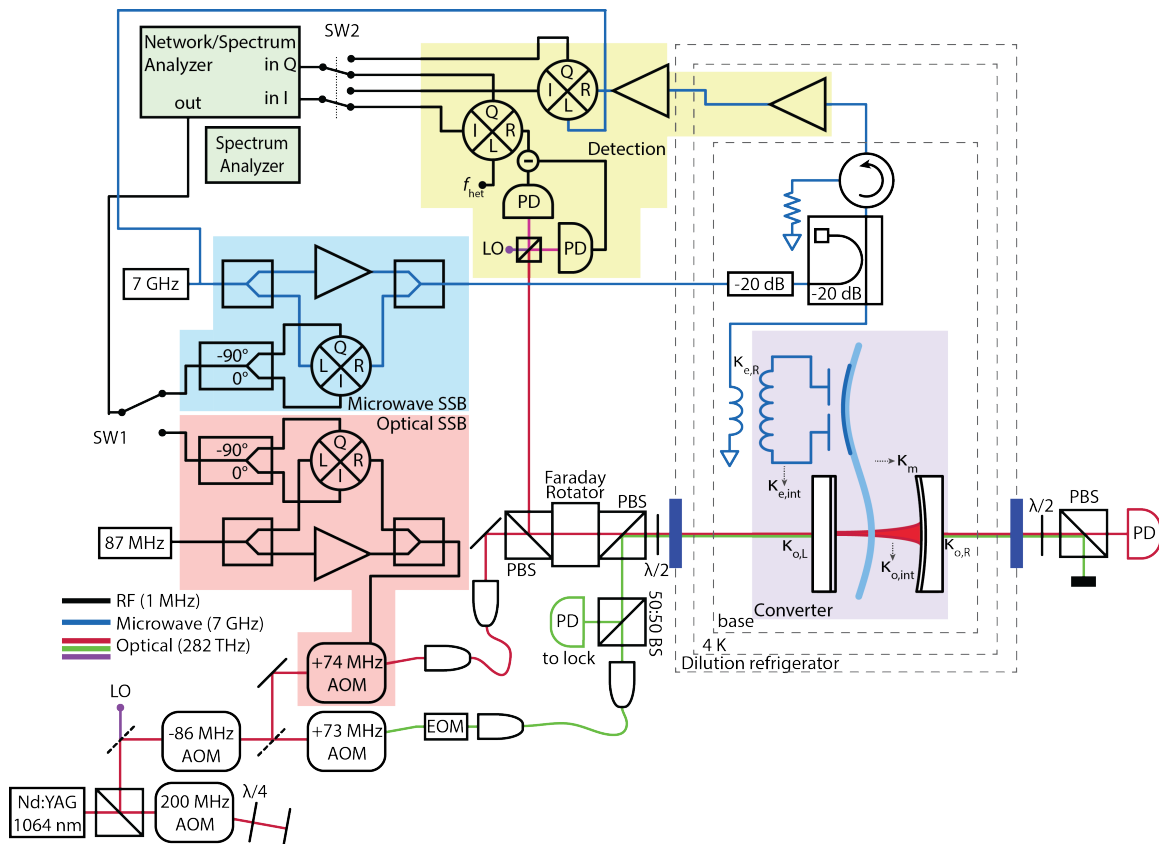 Network/Spectrum
Analyzer
in Q
in I
out
SW2
Spectrum
Analyzer
Q
I
R
L
Q
I
R
L
Detection
f_het
PD
LO
PD
7 GHz
-90°
0°
Q
L
R
I
Microwave SSB
Optical SSB
SW1
-90°
0°
Q
L
R
I
87 MHz
-20 dB
-20 dB
κ_e,R
κ_m
κ_e,int
κ_o,L
κ_o,int
κ_o,R
Converter
base
4 K
Dilution refrigerator
Faraday
Rotator
PBS
PBS
λ/2
λ/2
PBS
PD
50:50 BS
PD
to lock
RF (1 MHz)
Microwave (7 GHz)
Optical (282 THz)
+74 MHz
AOM
LO
-86 MHz
AOM
+73 MHz
AOM
EOM
Nd:YAG
1064 nm
200 MHz
AOM
λ/4